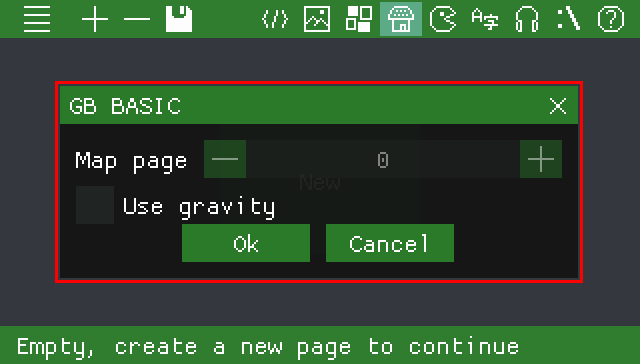 GB BASIC
Map page 0
New
Use gravity
Ok Cancel
Empty, create a new page to continue